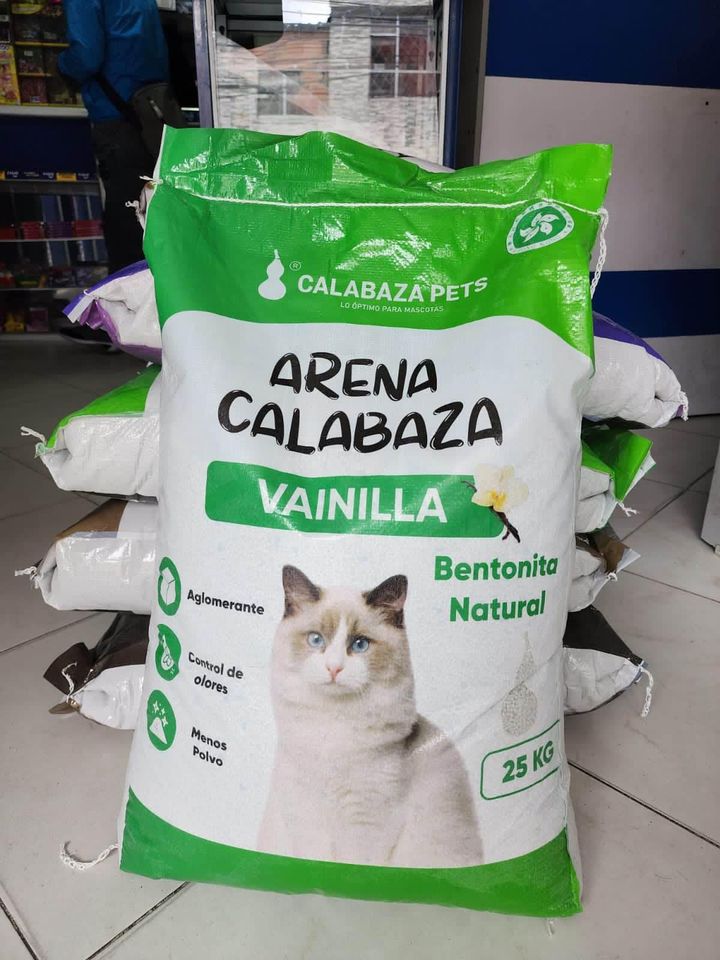 CALABAZA PETS
LO ÓPTIMO PARA MASCOTAS
ARENA
CALABAZA
VAINILLA
Bentonita
Natural
Aglomerante
Control de
olores
Menos
Polvo
25 KG